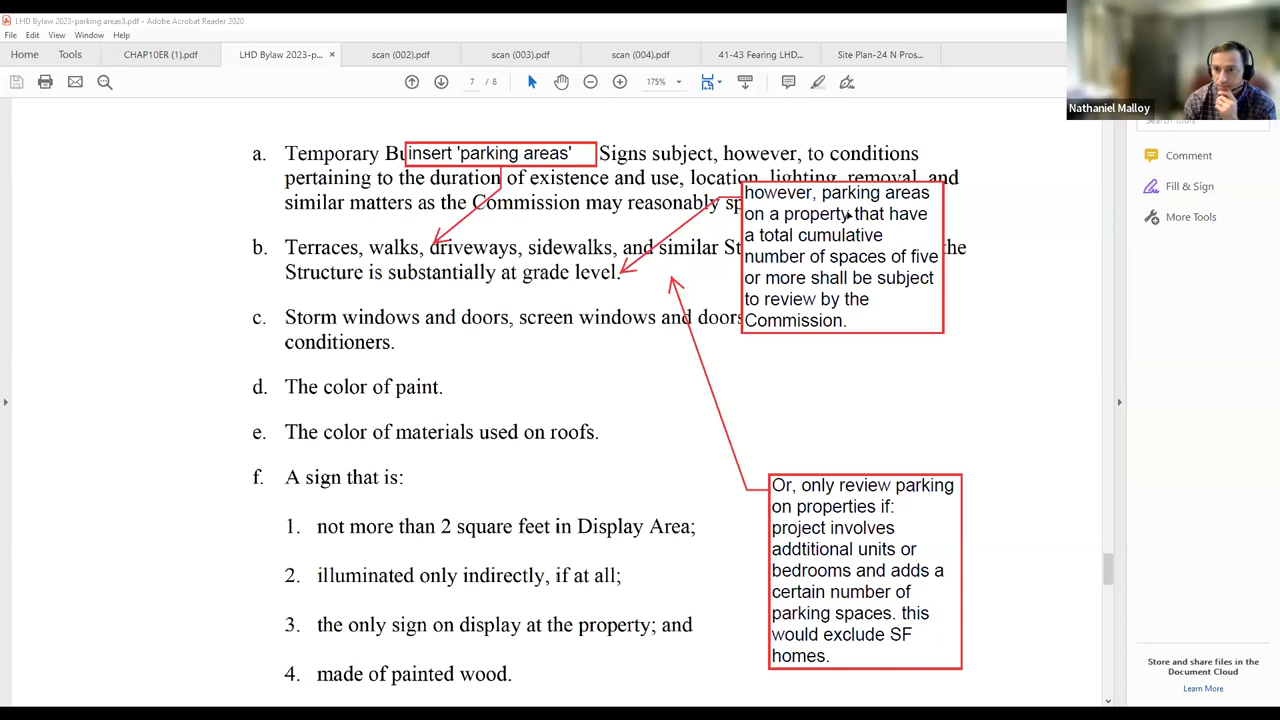 LHD Bylaw 2023-parking areas3.pdf - Adobe Acrobat Reader 2020
File Edit View Window Help
Home Tools CHAP10ER (1).pdf LHD Bylaw 2023-p... × scan (002).pdf scan (003).pdf scan (004).pdf 41-43 Fearing LHD... Site Plan-24 N Pros...
7 / 8 175%
Nathaniel Malloy
Search tools
Comment
Fill & Sign
More Tools
a. Temporary Bu insert 'parking areas' Signs subject, however, to conditions
pertaining to the duration of existence and use, location, lighting, removal, and
similar matters as the Commission may reasonably sp
b. Terraces, walks, driveways, sidewalks, and similar St the
Structure is substantially at grade level.
however, parking areas
on a property that have
a total cumulative
number of spaces of five
or more shall be subject
to review by the
Commission.
c. Storm windows and doors, screen windows and doors
conditioners.
d. The color of paint.
e. The color of materials used on roofs.
f. A sign that is:
1. not more than 2 square feet in Display Area;
2. illuminated only indirectly, if at all;
3. the only sign on display at the property; and
4. made of painted wood.
Or, only review parking
on properties if:
project involves
addtitional units or
bedrooms and adds a
certain number of
parking spaces. this
would exclude SF
homes.
Store and share files in the
Document Cloud
Learn More